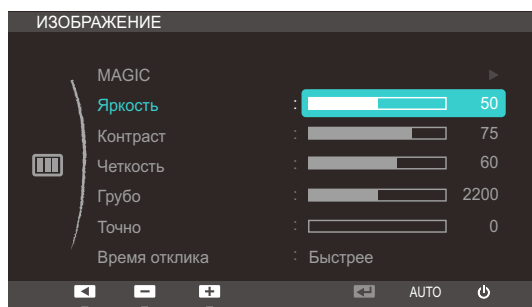 ИЗОБРАЖЕНИЕ
MAGIC
Яркость : 50
Контраст : 75
Четкость : 60
Грубо : 2200
Точно : 0
Время отклика : Быстрее
AUTO